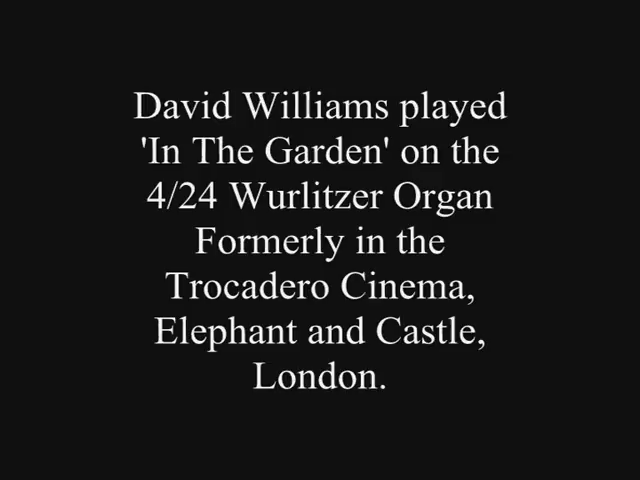 David Williams played
'In The Garden' on the
4/24 Wurlitzer Organ
Formerly in the
Trocadero Cinema,
Elephant and Castle,
London.